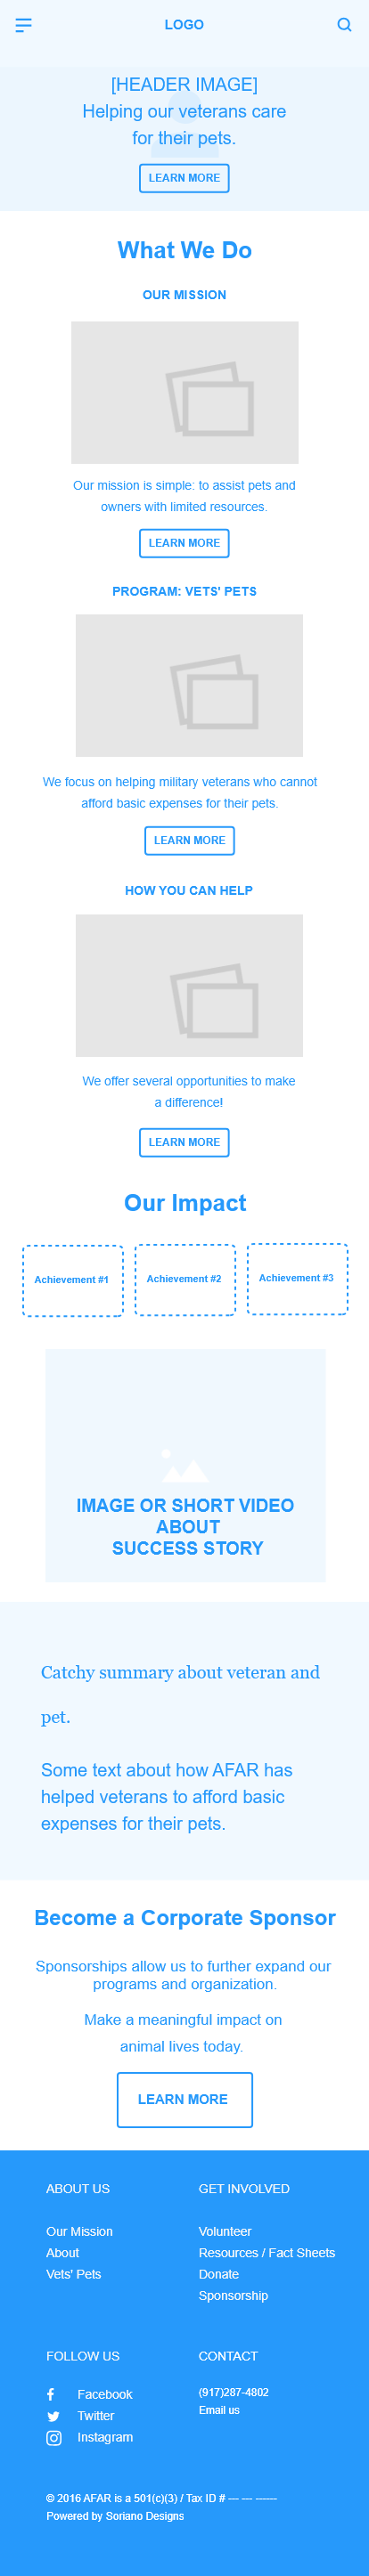 LOGO
[HEADER IMAGE]
Helping our veterans care
for their pets.
LEARN MORE
What We Do
OUR MISSION
Our mission is simple: to assist pets and
owners with limited resources.
LEARN MORE
PROGRAM: VETS' PETS
We focus on helping military veterans who cannot
afford basic expenses for their pets.
LEARN MORE
HOW YOU CAN HELP
We offer several opportunities to make
a difference!
LEARN MORE
Our Impact
Achievement #1
Achievement #2
Achievement #3
IMAGE OR SHORT VIDEO
ABOUT
SUCCESS STORY
Catchy summary about veteran and
pet.
Some text about how AFAR has
helped veterans to afford basic
expenses for their pets.
Become a Corporate Sponsor
Sponsorships allow us to further expand our
programs and organization.
Make a meaningful impact on
animal lives today.
LEARN MORE
ABOUT US
Our Mission
About
Vets' Pets
GET INVOLVED
Volunteer
Resources / Fact Sheets
Donate
Sponsorship
FOLLOW US
Facebook
Twitter
Instagram
CONTACT
(917)287-4802
Email us
© 2016 AFAR is a 501(c)(3) / Tax ID # --- --- ------
Powered by Soriano Designs